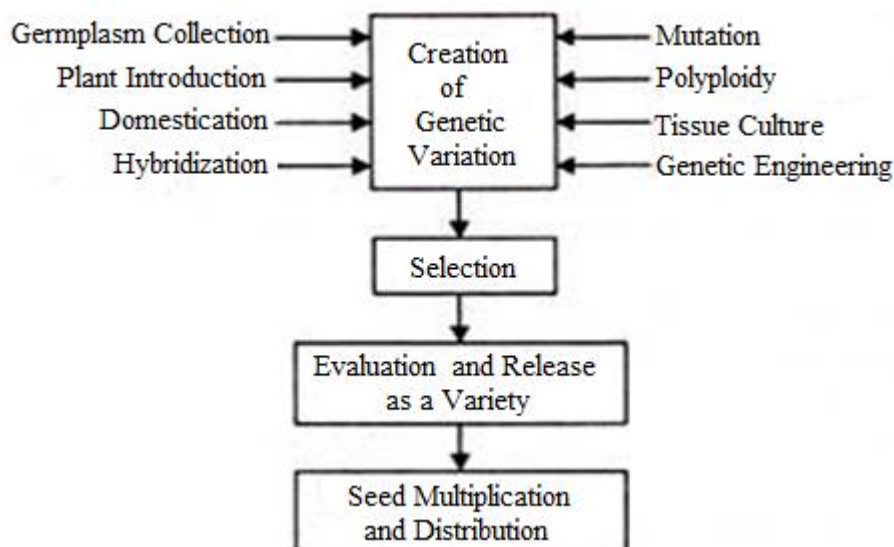 Germplasm Collection
Plant Introduction
Domestication
Hybridization
Creation
of
Genetic
Variation
Mutation
Polyploidy
Tissue Culture
Genetic Engineering
Selection
Evaluation and Release
as a Variety
Seed Multiplication
and Distribution